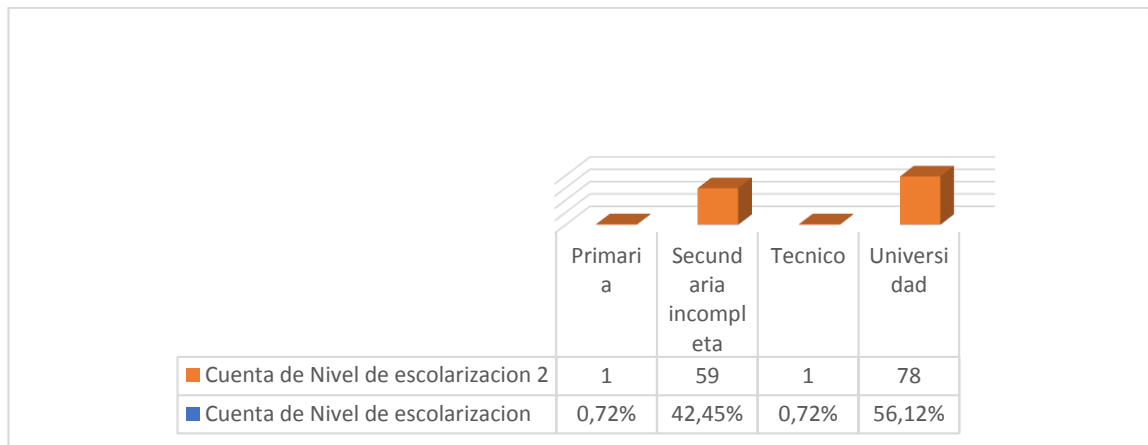 Primari Secund Tecnico Universi
a aria dad
incompl
eta
Cuenta de Nivel de escolarizacion 2 1 59 1 78
Cuenta de Nivel de escolarizacion 0,72% 42,45% 0,72% 56,12%